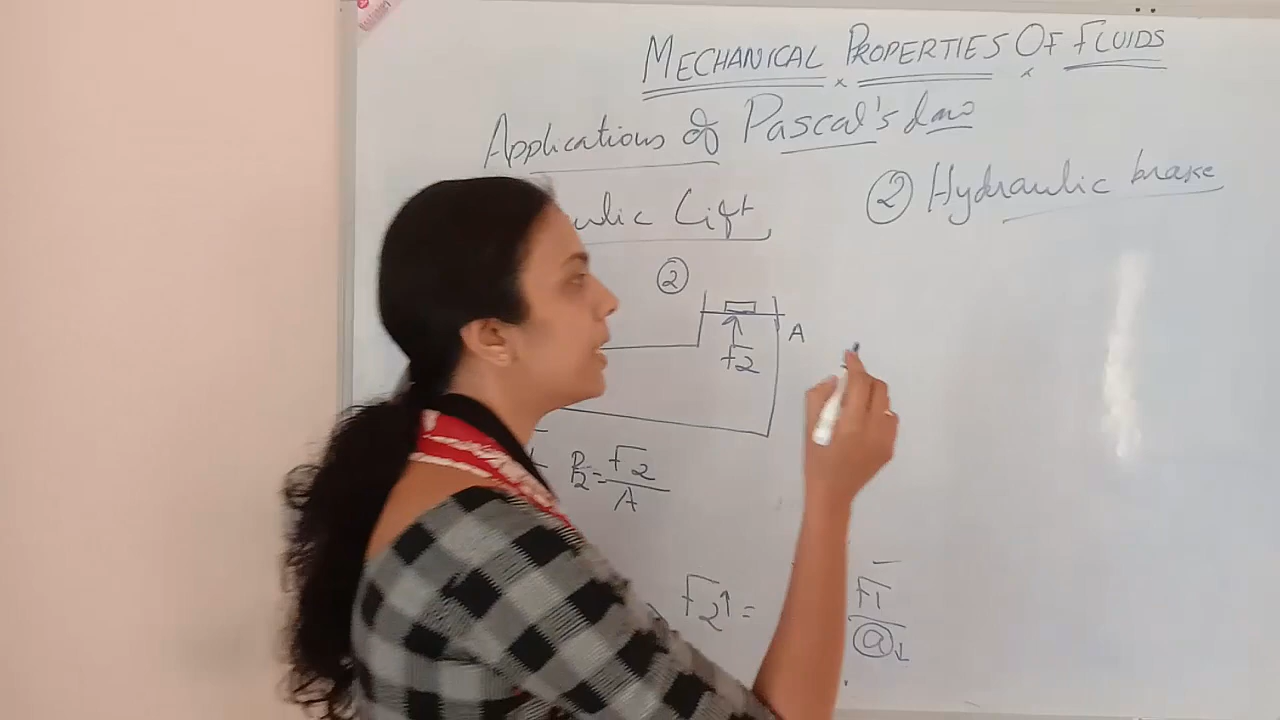 MECHANICAL PROPERTIES OF FLUIDS
Applications of Pascal's law
ulic Lift
② Hydraulic brake
②
A
F2
P2 = F2 / A
F2↑ =
F1 / ⓐ↓